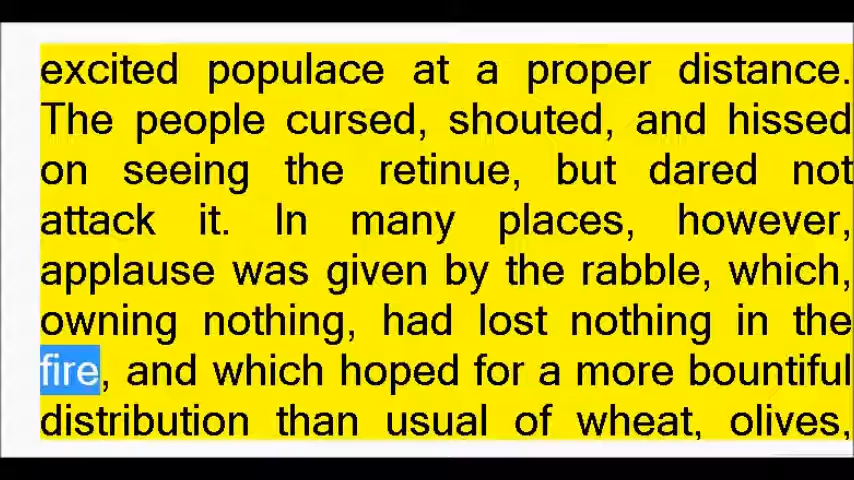 excited populace at a proper distance.
The people cursed, shouted, and hissed
on seeing the retinue, but dared not
attack it. In many places, however,
applause was given by the rabble, which,
owning nothing, had lost nothing in the
fire, and which hoped for a more bountiful
distribution than usual of wheat, olives,